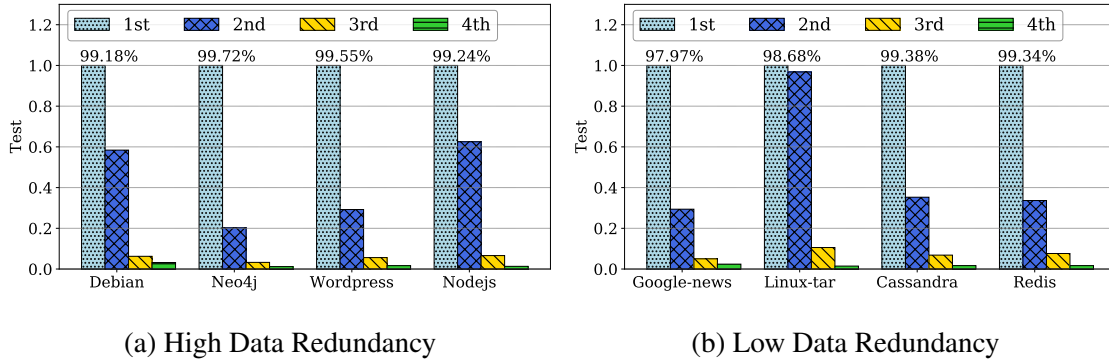 1st 2nd 3rd 4th
99.18% 99.72% 99.55% 99.24%
1.2
1.0
0.8
0.6
0.4
0.2
0.0
Test
Debian Neo4j Wordpress Nodejs
(a) High Data Redundancy
1st 2nd 3rd 4th
97.97% 98.68% 99.38% 99.34%
1.2
1.0
0.8
0.6
0.4
0.2
0.0
Test
Google-news Linux-tar Cassandra Redis
(b) Low Data Redundancy